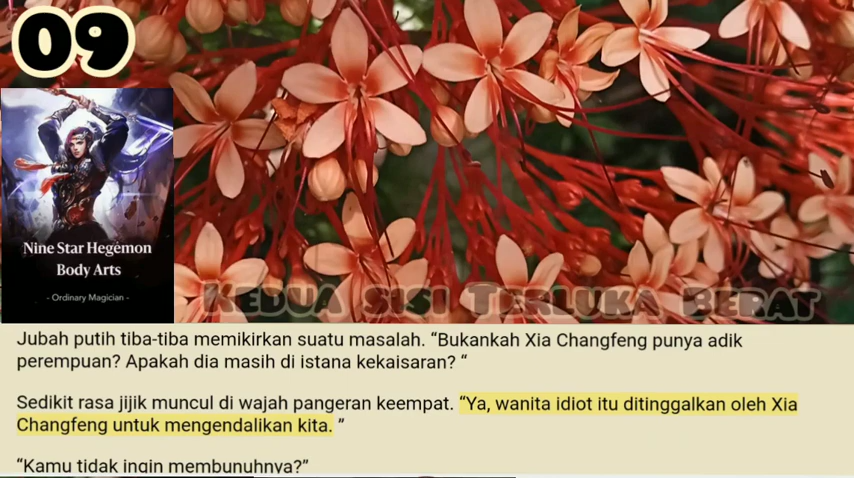 09
Nine Star Hegemon
Body Arts
- Ordinary Magician -
KEDUA SISI TERLUKA BERAT
Jubah putih tiba-tiba memikirkan suatu masalah. “Bukankah Xia Changfeng punya adik
perempuan? Apakah dia masih di istana kekaisaran? “
Sedikit rasa jijik muncul di wajah pangeran keempat. “Ya, wanita idiot itu ditinggalkan oleh Xia
Changfeng untuk mengendalikan kita. ”
“Kamu tidak ingin membunuhnya?”